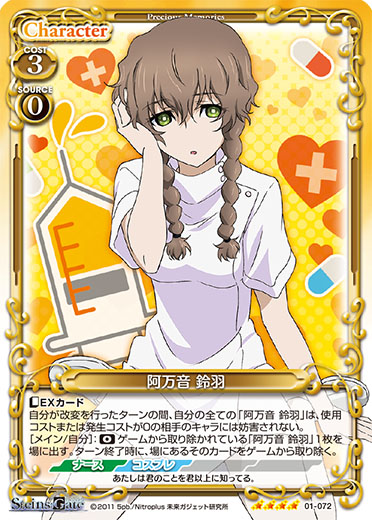 Precious Memories
Character
COST
3
SOURCE
0
阿万音 鈴羽
EXカード
自分が改変を行ったターンの間、自分の全ての「阿万音 鈴羽」は、使用
コストまたは発生コストが0の相手のキャラには妨害されない。
[メイン/自分]:0ゲームから取り除かれている「阿万音 鈴羽」1枚を
場に出す。ターン終了時、場にあるそのカードをゲームから取り除く。
ナース コスプレ
あたしは君のことを君以上に知ってる。
Steins;Gate ©2011 5pb./Nitroplus 未来ガジェット研究所 ★★★★ 01-072